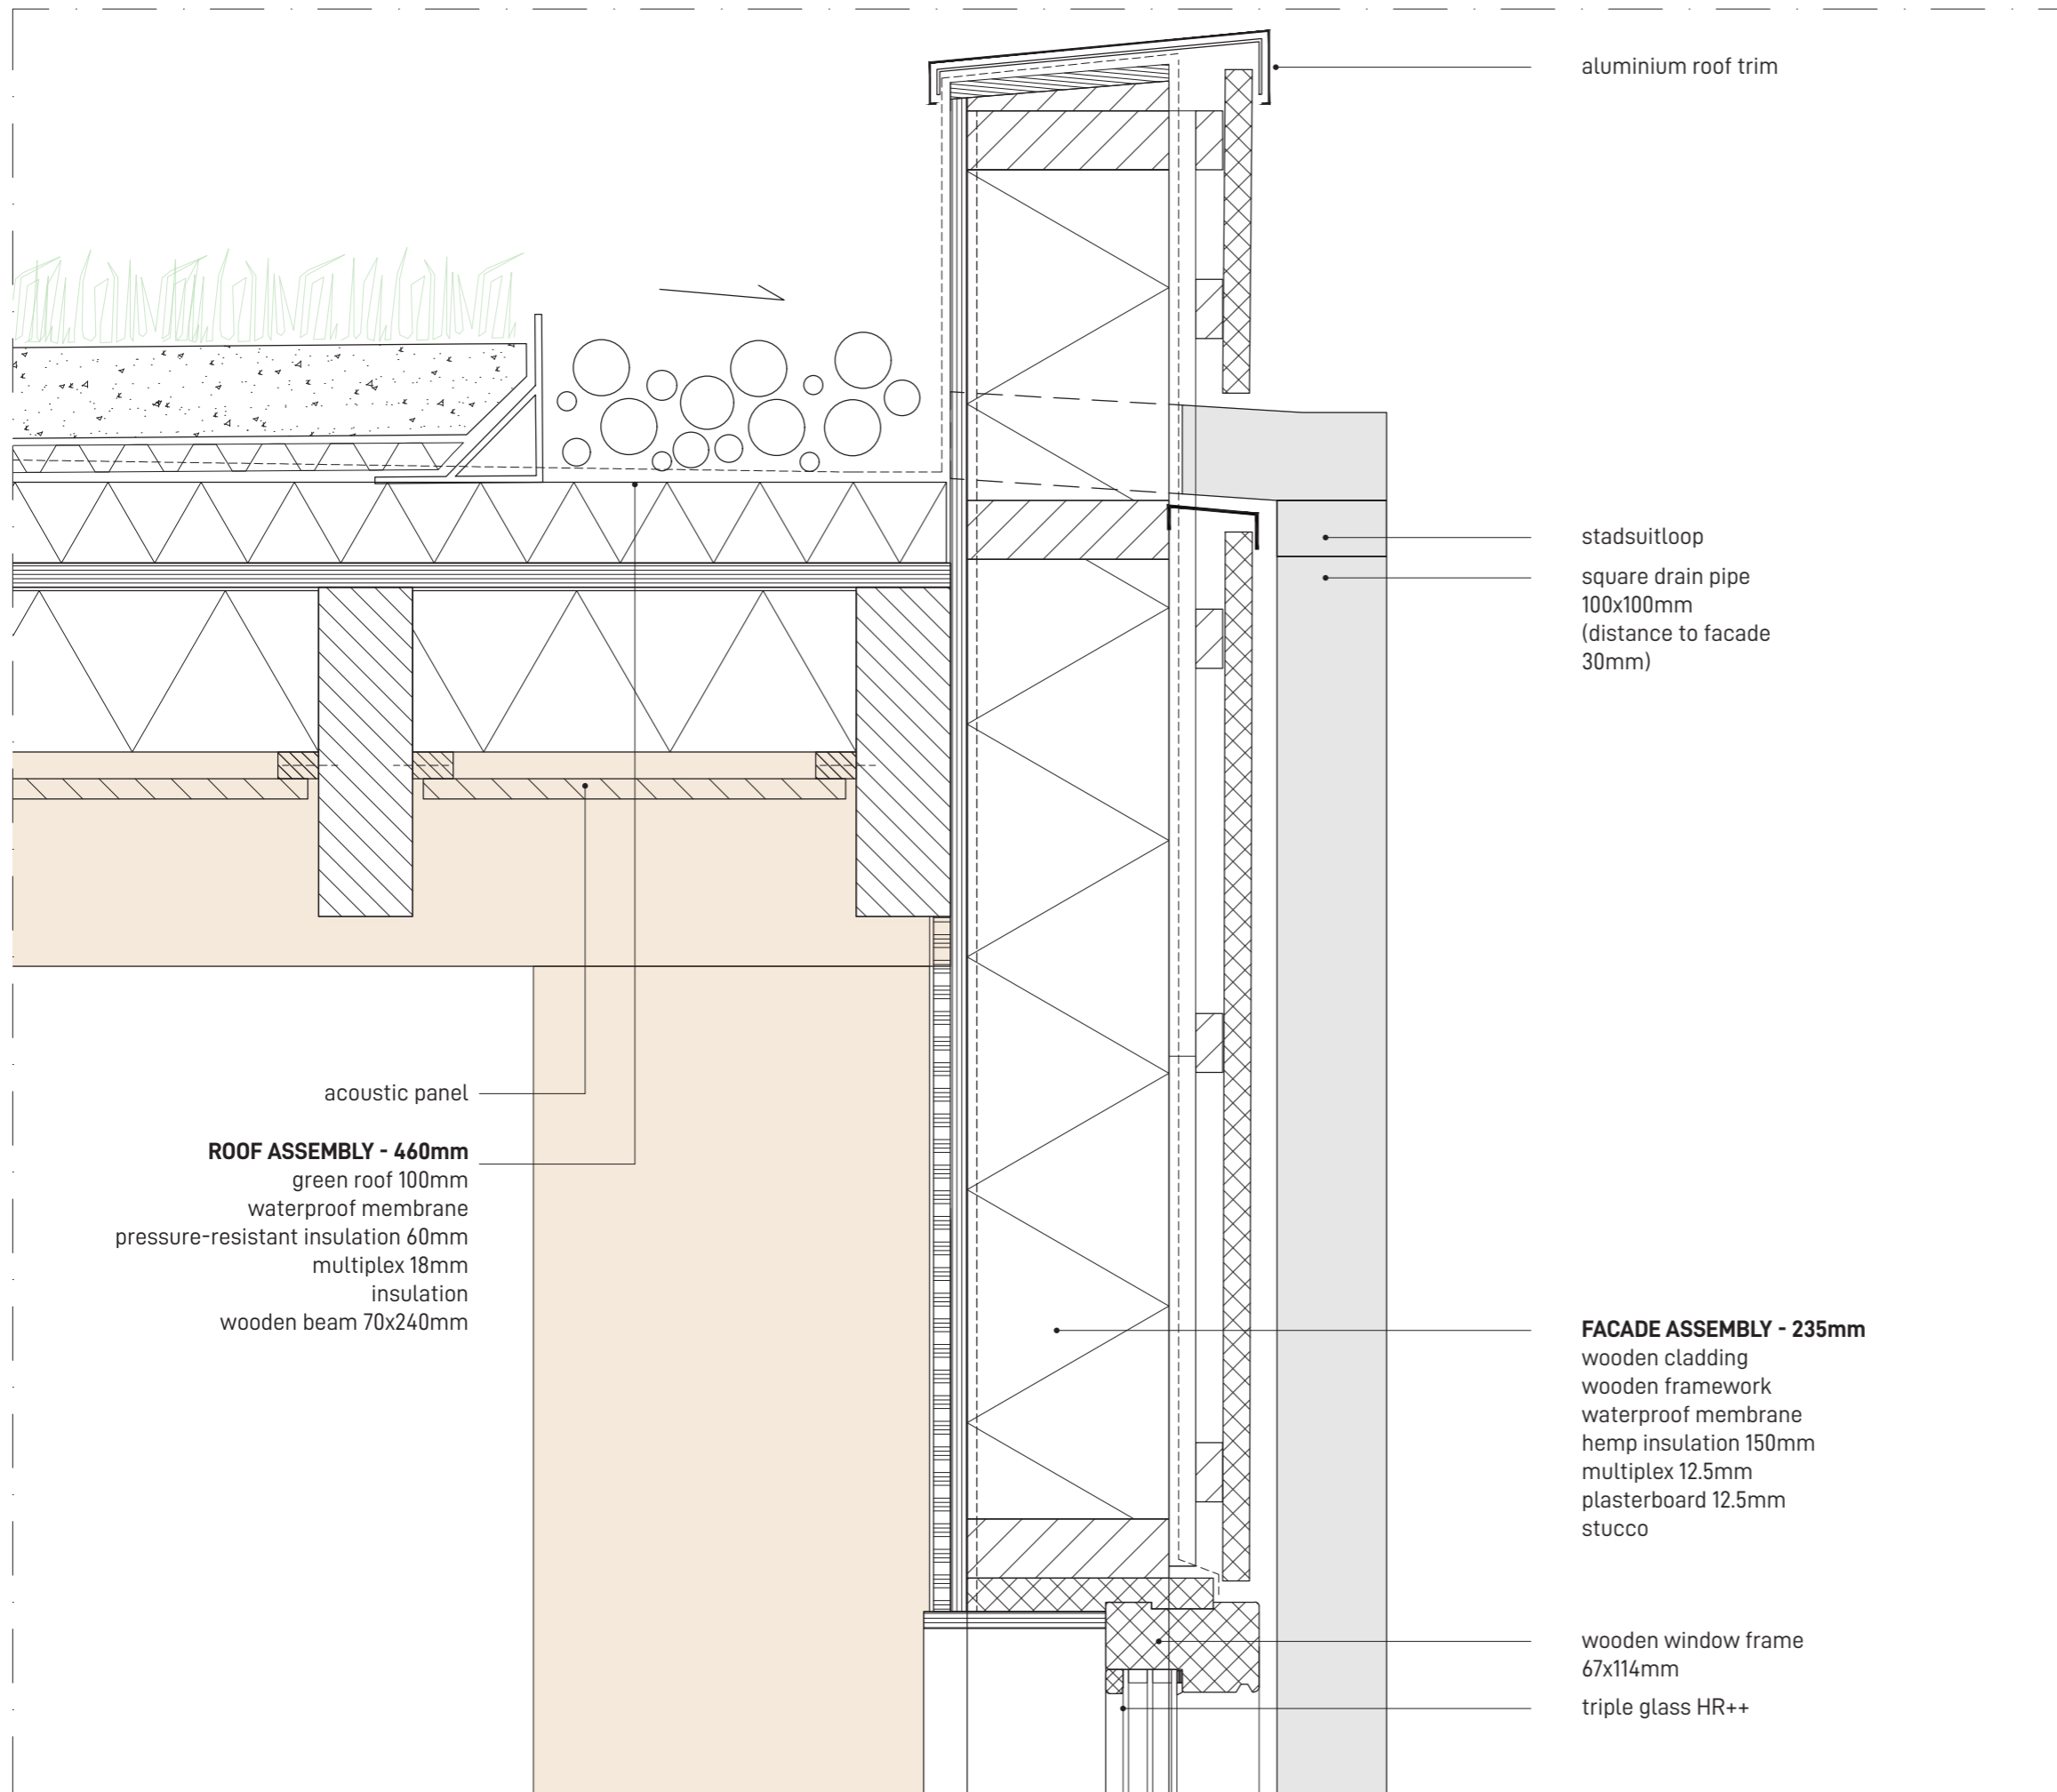 aluminium roof trim
stadsuitloop
square drain pipe
100x100mm
(distance to facade
30mm)
acoustic panel
ROOF ASSEMBLY - 460mm
green roof 100mm
waterproof membrane
pressure-resistant insulation 60mm
multiplex 18mm
insulation
wooden beam 70x240mm
FACADE ASSEMBLY - 235mm
wooden cladding
wooden framework
waterproof membrane
hemp insulation 150mm
multiplex 12.5mm
plasterboard 12.5mm
stucco
wooden window frame
67x114mm
triple glass HR++